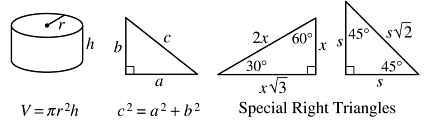 r
h
V = πr²h
b
c
a
c² = a² + b²
2x
60°
x
30°
x√3
s
45°
s√2
45°
s
Special Right Triangles